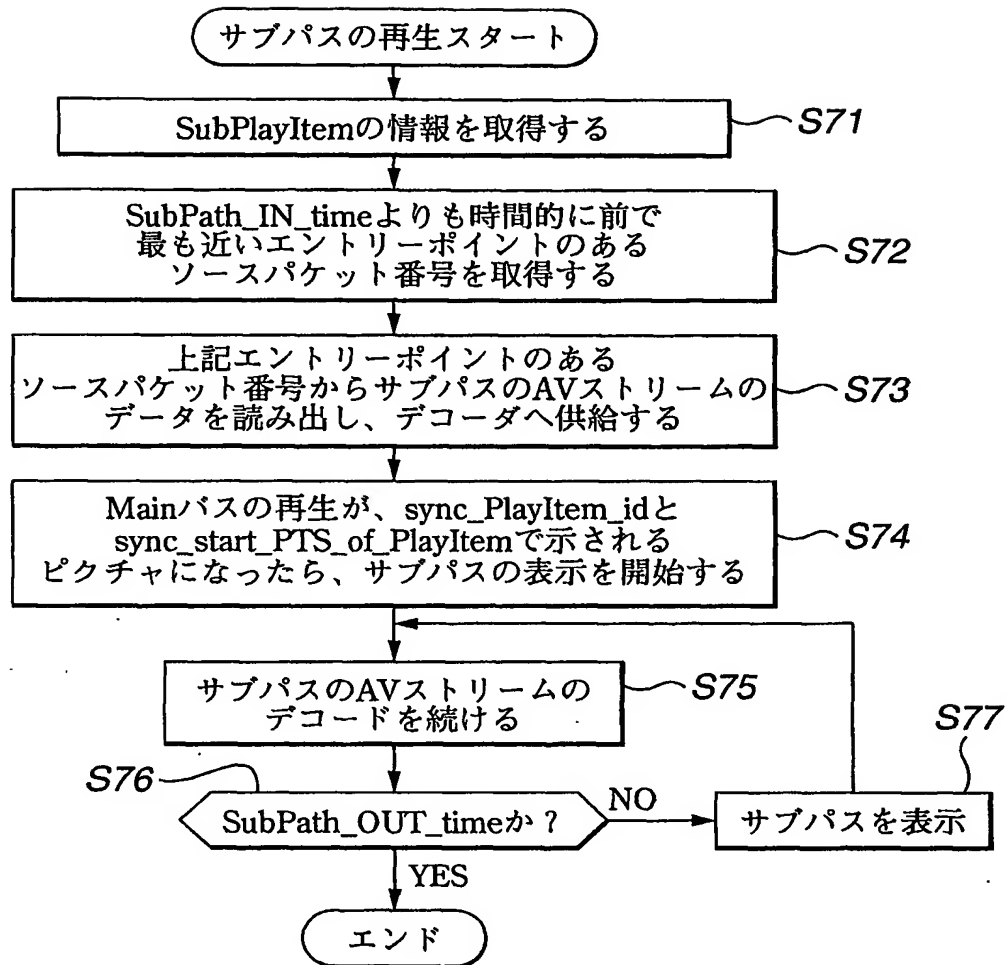 サブパスの再生スタート
SubPlayItemの情報を取得する
S71
SubPath_IN_timeよりも時間的に前で
最も近いエントリーポイントのある
ソースパケット番号を取得する
S72
上記エントリーポイントのある
ソースパケット番号からサブパスのAVストリームの
データを読み出し、デコーダへ供給する
S73
Mainパスの再生が、sync_PlayItem_idと
sync_start_PTS_of_PlayItemで示される
ピクチャになったら、サブパスの表示を開始する
S74
サブパスのAVストリームの
デコードを続ける
S75
S76
SubPath_OUT_timeか？
NO
サブパスを表示
S77
YES
エンド